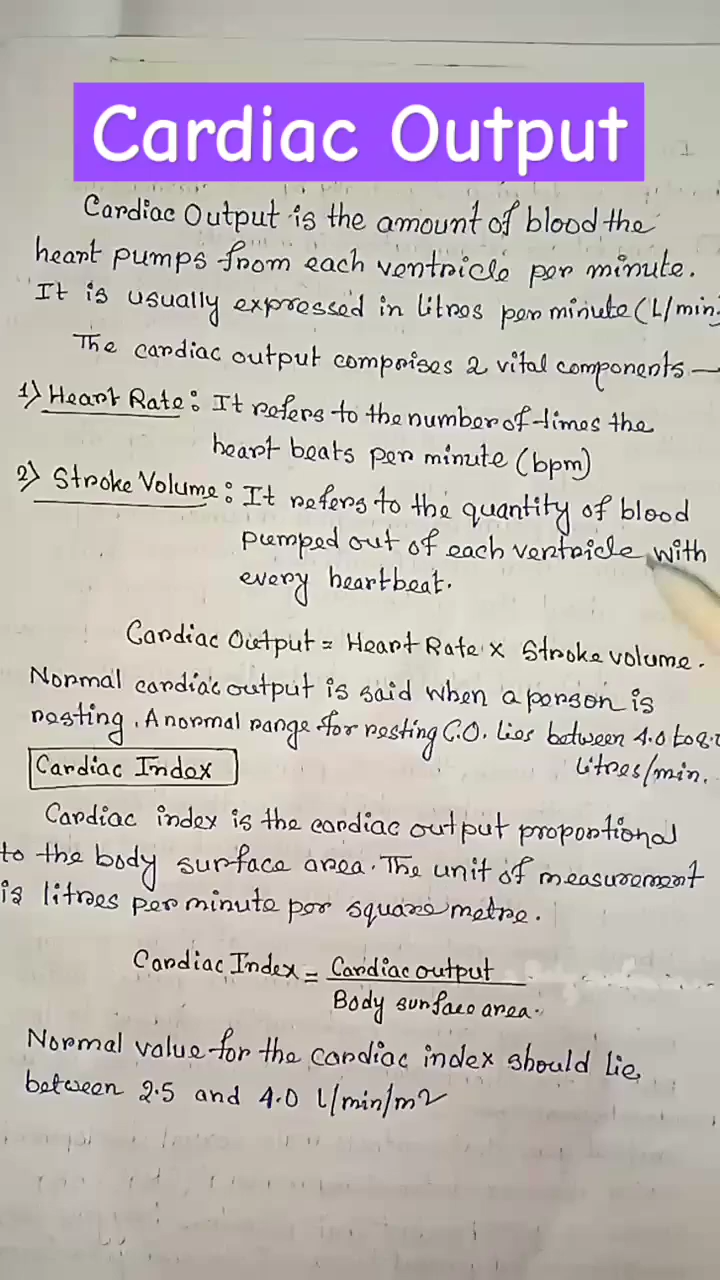 Cardiac Output
Cardiac Output is the amount of blood the
heart pumps from each ventricle per minute.
It is usually expressed in litres per minute (L/min
The cardiac output comprises 2 vital components —
1) Heart Rate: It refers to the number of times the
heart beats per minute (bpm)
2) Stroke Volume: It refers to the quantity of blood
pumped out of each ventricle with
every heartbeat.
Cardiac Output = Heart Rate × Stroke volume.
Normal cardiac output is said when a person is
resting. A normal range for resting C.O. lies between 4.0 to 8.
litres/min.
Cardiac Index
Cardiac index is the cardiac output proportional
to the body surface area. The unit of measurement
is litres per minute per square metre.
Cardiac Index = Cardiac output
Body surface area.
Normal value for the cardiac index should lie
between 2.5 and 4.0 L/min/m2